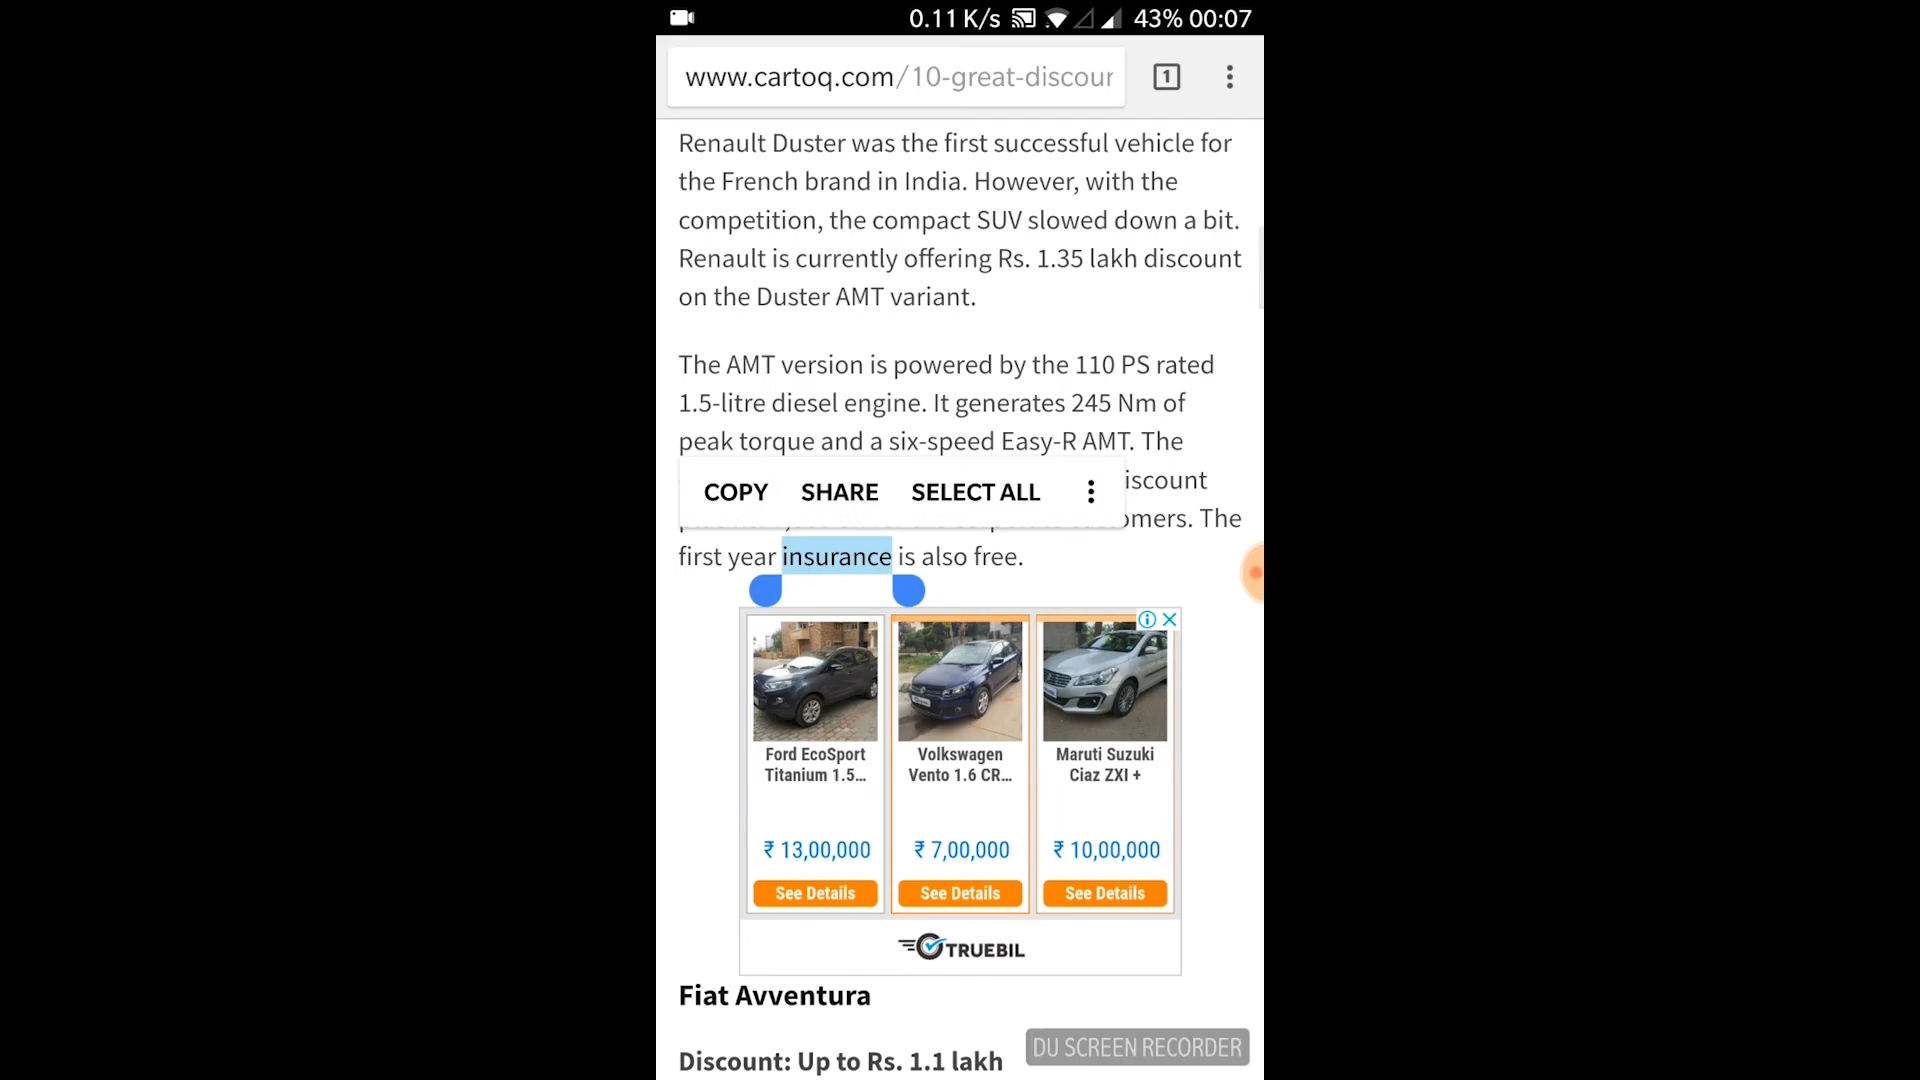 0.11 K/s 43% 00:07
www.cartoq.com/10-great-discour
1
Renault Duster was the first successful vehicle for
the French brand in India. However, with the
competition, the compact SUV slowed down a bit.
Renault is currently offering Rs. 1.35 lakh discount
on the Duster AMT variant.
The AMT version is powered by the 110 PS rated
1.5-litre diesel engine. It generates 245 Nm of
peak torque and a six-speed Easy-R AMT. The
iscount
COPY SHARE SELECT ALL
omers. The
first year insurance is also free.
Ford EcoSport
Titanium 1.5...
₹ 13,00,000
See Details
Volkswagen
Vento 1.6 CR...
₹ 7,00,000
See Details
Maruti Suzuki
Ciaz ZXI +
₹ 10,00,000
See Details
TRUEBIL
Fiat Avventura
Discount: Up to Rs. 1.1 lakh
DU SCREEN RECORDER